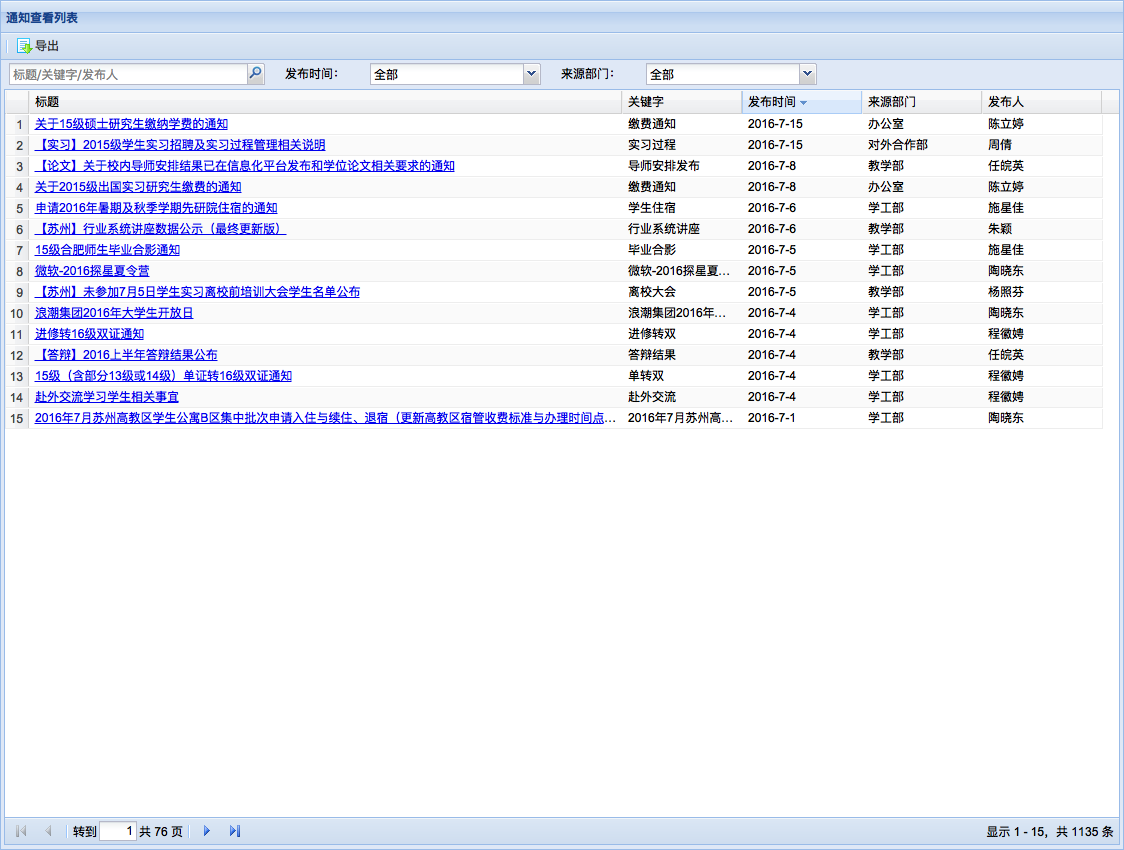 通知查看列表
导出
标题/关键字/发布人 发布时间： 全部 来源部门： 全部
标题 关键字 发布时间 来源部门 发布人
1 关于15级硕士研究生缴纳学费的通知 缴费通知 2016-7-15 办公室 陈立婷
2 【实习】2015级学生实习招聘及实习过程管理相关说明 实习过程 2016-7-15 对外合作部 周倩
3 【论文】关于校内导师安排结果已在信息化平台发布和学位论文相关要求的通知 导师安排发布 2016-7-8 教学部 任皖英
4 关于2015级出国实习研究生缴费的通知 缴费通知 2016-7-8 办公室 陈立婷
5 申请2016年暑期及秋季学期先研院住宿的通知 学生住宿 2016-7-6 学工部 施星佳
6 【苏州】行业系统讲座数据公示（最终更新版） 行业系统讲座 2016-7-6 教学部 朱颖
7 15级合肥师生毕业合影通知 毕业合影 2016-7-5 学工部 施星佳
8 微软-2016探星夏令营 微软-2016探星夏... 2016-7-5 学工部 陶晓东
9 【苏州】未参加7月5日学生实习离校前培训大会学生名单公布 离校大会 2016-7-5 教学部 杨照芬
10 浪潮集团2016年大学生开放日 浪潮集团2016年... 2016-7-4 学工部 陶晓东
11 进修转16级双证通知 进修转双 2016-7-4 学工部 程徽娉
12 【答辩】2016上半年答辩结果公布 答辩结果 2016-7-4 教学部 任皖英
13 15级（含部分13级或14级）单证转16级双证通知 单转双 2016-7-4 学工部 程徽娉
14 赴外交流学习学生相关事宜 赴外交流 2016-7-4 学工部 程徽娉
15 2016年7月苏州高教区学生公寓B区集中批次申请入住与续住、退宿（更新高教区宿管收费标准与办理时间点... 2016年7月苏州高... 2016-7-1 学工部 陶晓东
转到 1 共 76 页 显示 1 - 15，共 1135 条